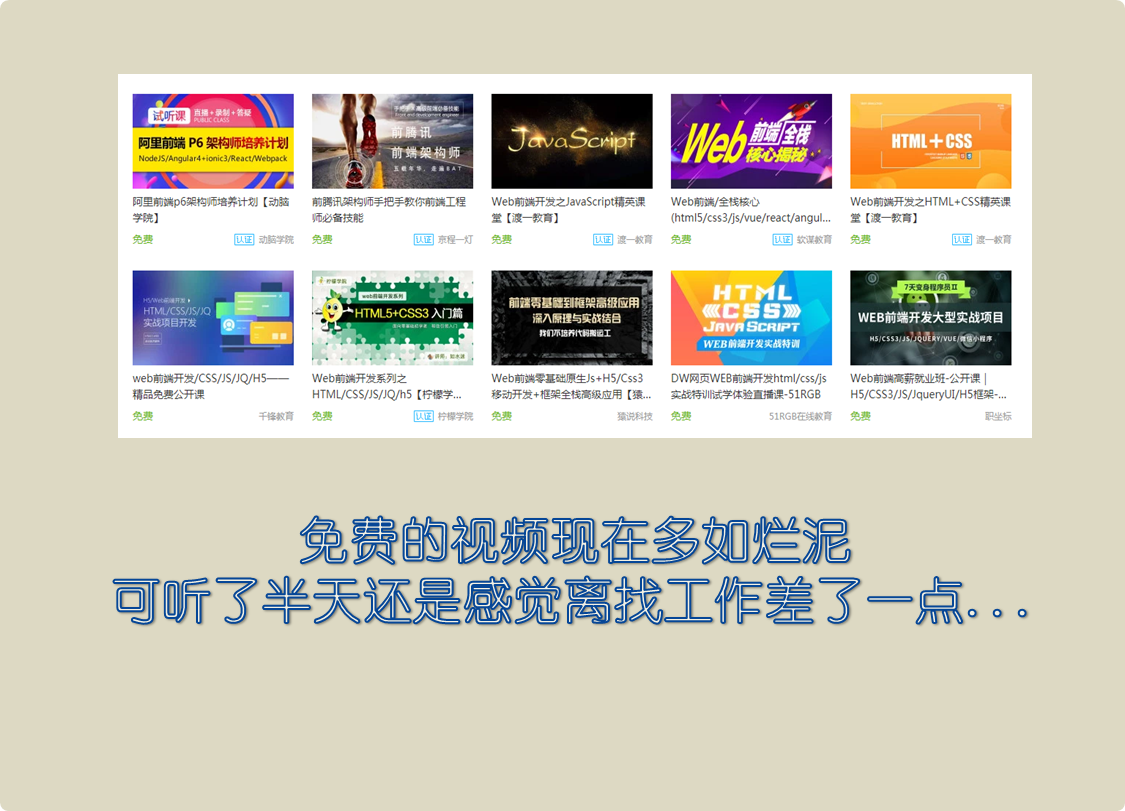 试听课
直播+录制+答疑
PUBLIC CLASS
阿里前端 P6 架构师培养计划
NodeJS/Angular4+ionic3/React/Webpack
前腾讯
前端架构师
JavaScript
Web前端/全栈
核心揭秘
HTML+CSS
阿里前端p6架构师培养计划【动脑
学院】
免费
认证 动脑学院
前腾讯架构师手把手教你前端工程
师必备技能
免费
认证 京程一灯
Web前端开发之JavaScript精英课
堂【渡一教育】
免费
认证 渡一教育
Web前端/全栈核心
(html5/css3/js/vue/react/angul...
免费
认证 软谋教育
Web前端开发之HTML+CSS精英课
堂【渡一教育】
免费
认证 渡一教育
H5/Web前端开发
HTML/CSS/JS/JQ
实战项目开发
柠檬学院
web前端开发系列
HTML5+CSS3 入门篇
前端零基础到框架高级应用
深入原理与实战结合
我们不培养代码搬运工
HTML
CSS
JAVASCRIPT
WEB前端开发实战特训
7天变身程序员II
WEB前端开发大型实战项目
H5/CSS3/JS/JQUERY/VUE/微信小程序
web前端开发/CSS/JS/JQ/H5——
精品免费公开课
免费
千锋教育
Web前端开发系列之
HTML/CSS/JS/JQ/h5【柠檬学...
免费
认证 柠檬学院
Web前端零基础原生Js+H5/Css3
移动开发+框架全栈高级应用【猿...
免费
猿说科技
DW网页WEB前端开发html/css/js
实战特训试学体验直播课-51RGB
免费
51RGB在线教育
Web前端高薪就业班-公开课｜
H5/CSS3/JS/JqueryUI/H5框架-...
免费
职坐标
免费的视频现在多如烂泥
可听了半天还是感觉离找工作差了一点...